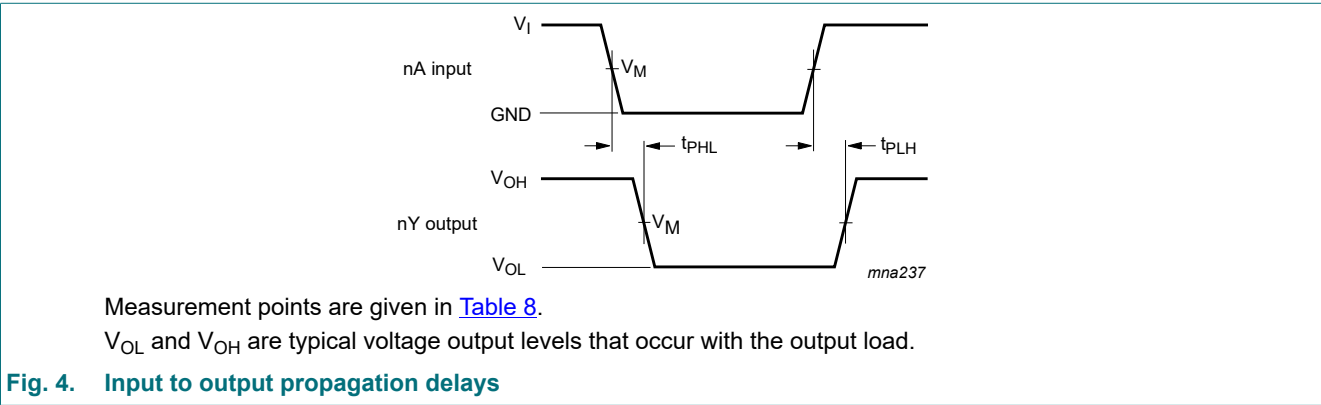 V_I
nA input
V_M
GND
t_PHL
t_PLH
V_OH
nY output
V_M
V_OL
mna237
Measurement points are given in Table 8.
V_OL and V_OH are typical voltage output levels that occur with the output load.
Fig. 4. Input to output propagation delays